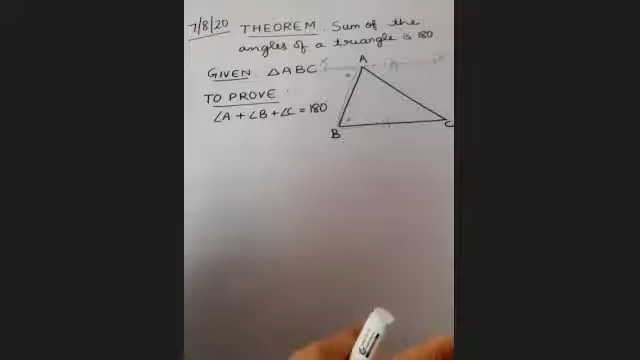 7/8/20 THEOREM. Sum of the
angles of a triangle is 180
GIVEN △ABC
TO PROVE
∠A + ∠B + ∠C = 180
A
B
C